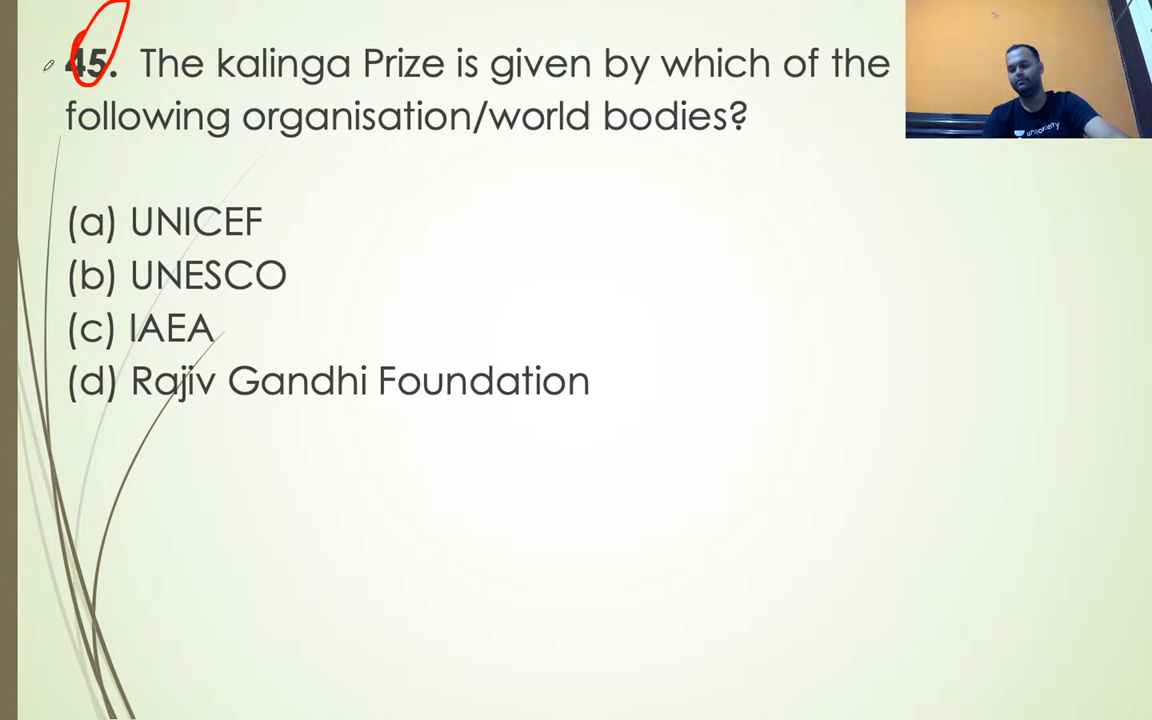 45. The kalinga Prize is given by which of the
following organisation/world bodies?
(a) UNICEF
(b) UNESCO
(c) IAEA
(d) Rajiv Gandhi Foundation